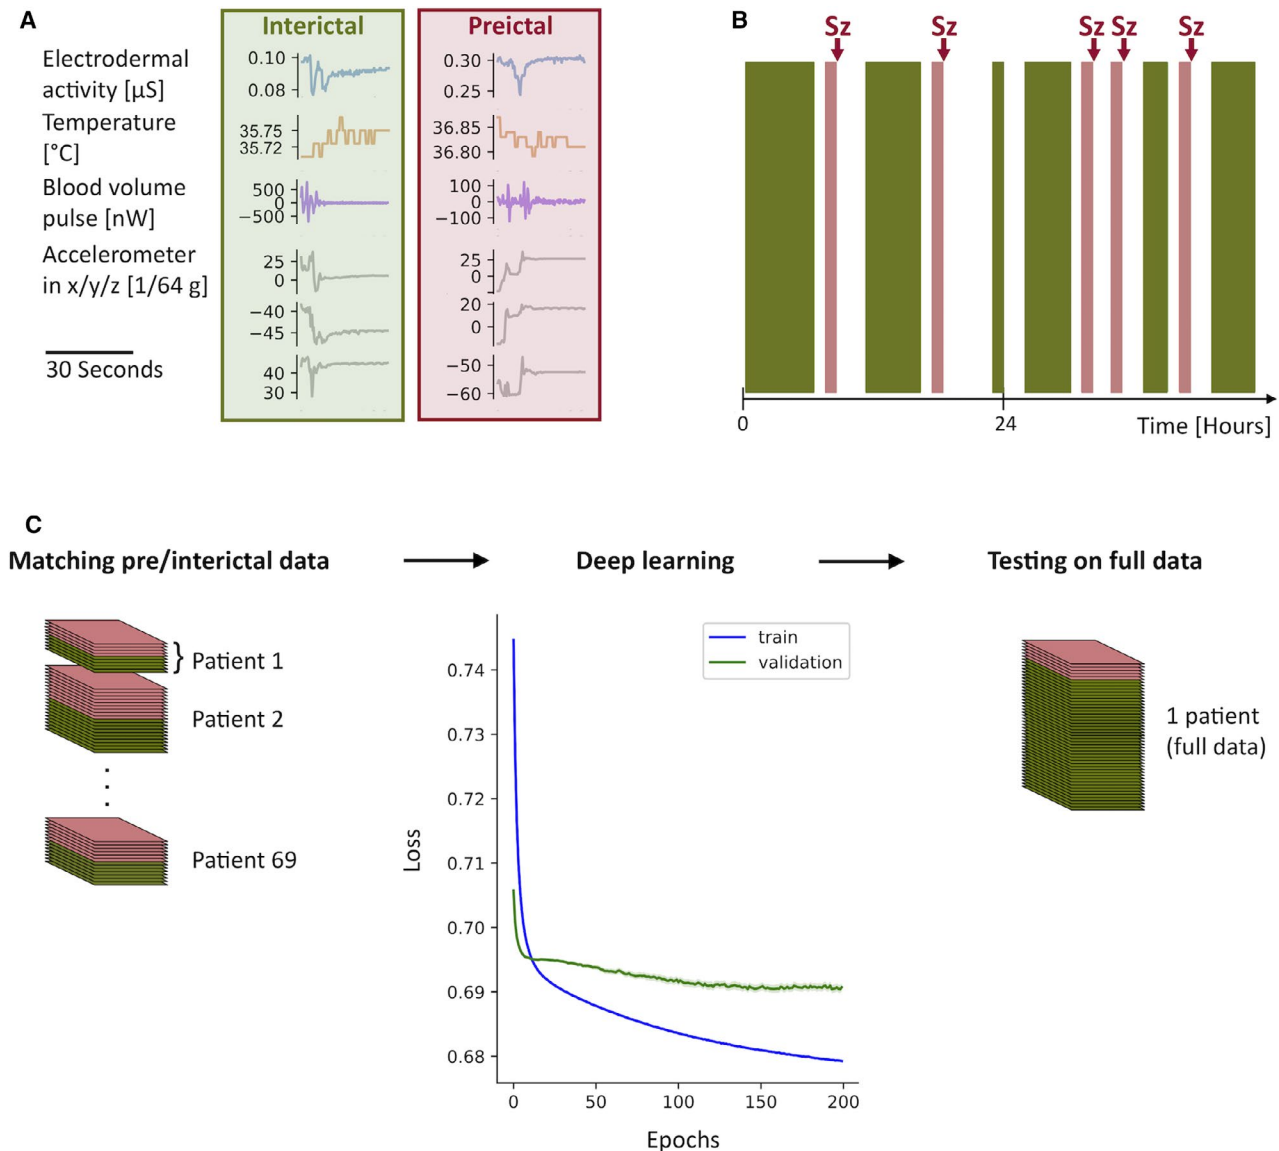 A
Interictal
Preictal
Electrodermal
activity [µS]
0.10
0.08
0.30
0.25
Temperature
[°C]
35.75
35.72
36.85
36.80
Blood volume
pulse [nW]
500
0
−500
100
0
−100
Accelerometer
in x/y/z [1/64 g]
25
0
25
0
−40
−45
20
0
40
30
−50
−60
30 Seconds
B
Sz
Sz
Sz
Sz
Sz
0
24
Time [Hours]
C
Matching pre/interictal data
Deep learning
Testing on full data
} Patient 1
Patient 2
Patient 69
train
validation
0.74
0.73
0.72
0.71
0.70
0.69
0.68
Loss
0
50
100
150
200
Epochs
1 patient
(full data)